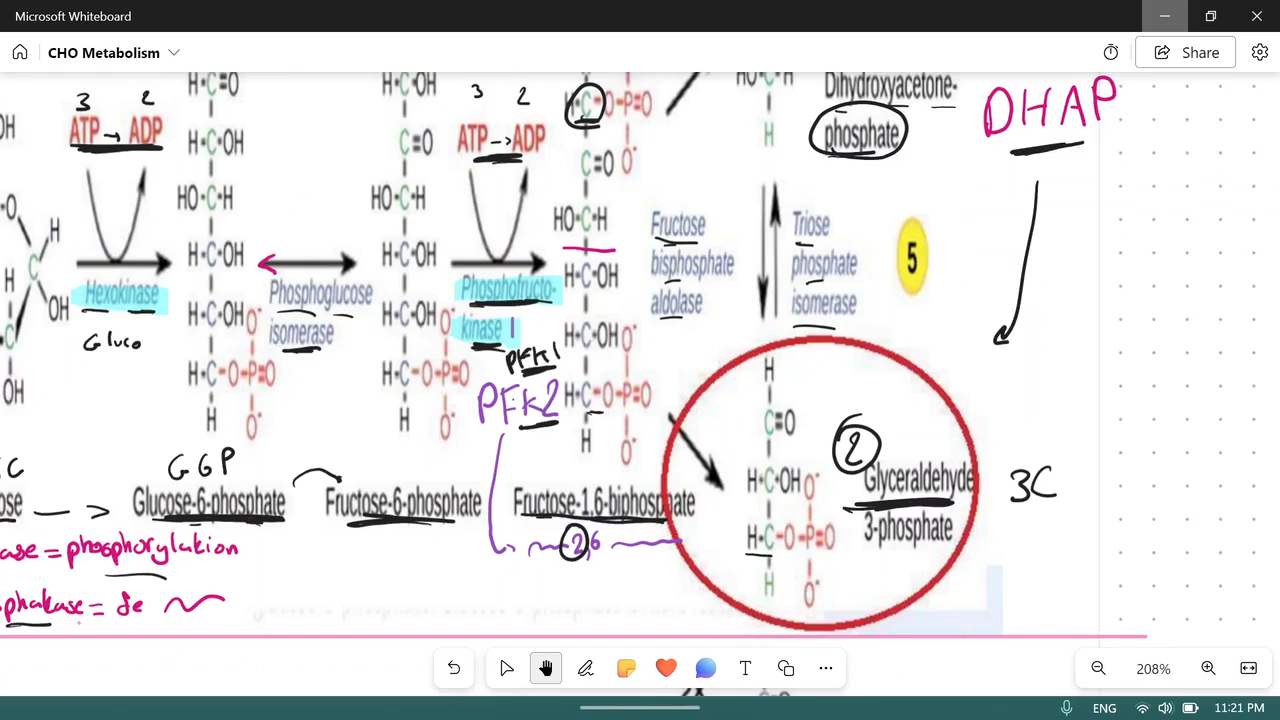 Microsoft Whiteboard
CHO Metabolism
Share
Dihydroxyacetone-
phosphate
DHAP
3 2
ATP → ADP
3 2
ATP → ADP
H·C=O
H·C·OH
HO·C·H
H·C·OH
H·C·OH
H·C-O-P=O
H
H·C·OH
C=O
HO·C·H
H·C·OH
H·C·OH
H·C-O-P=O
H
H·C-O-P=O
C=O
HO·C·H
H·C·OH
H·C·OH
H·C-O-P=O
H
Hexokinase
Gluco
Phosphoglucose
isomerase
Phosphofructo-
kinase 1
PFK1
PFK2
Fructose
bisphosphate
aldolase
Triose
phosphate
isomerase
5
H
C=O
H·C·OH
H·C-O-P=O
H
2
Glyceraldehyde
3-phosphate
3C
G6P
Glucose-6-phosphate
Fructose-6-phosphate
Fructose-1,6-biphosphate
2,6
ase = phosphorylation
phatase = de
208%
ENG
11:21 PM